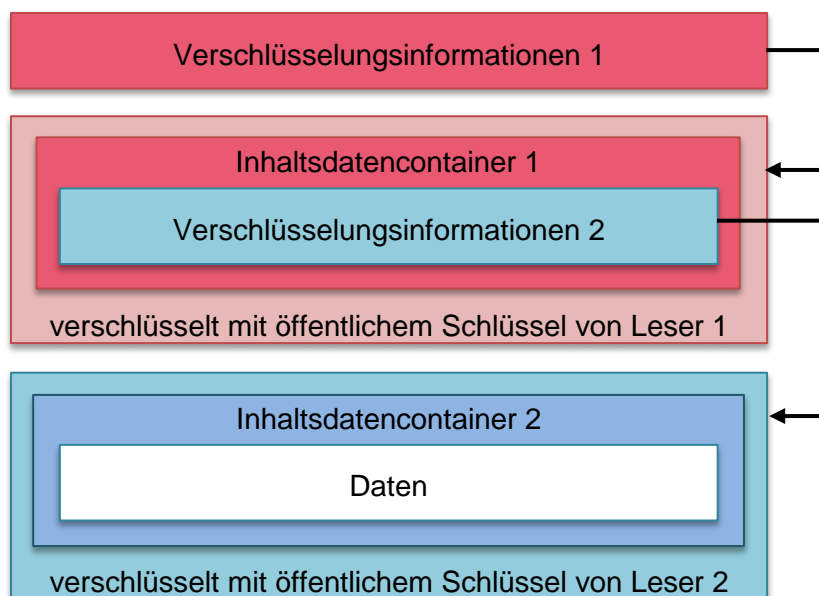 Verschlüsselungsinformationen 1
Inhaltsdatencontainer 1
Verschlüsselungsinformationen 2
verschlüsselt mit öffentlichem Schlüssel von Leser 1
Inhaltsdatencontainer 2
Daten
verschlüsselt mit öffentlichem Schlüssel von Leser 2